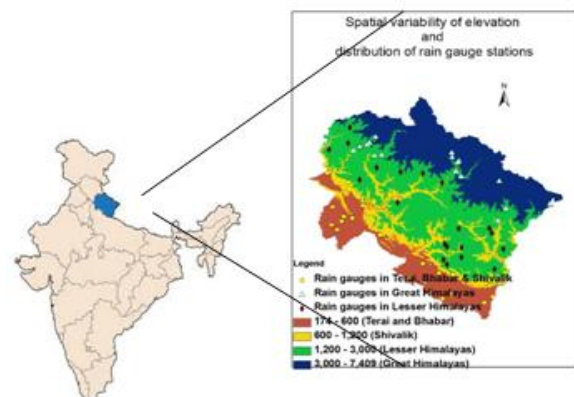 Spatial variability of elevation
and
distribution of rain gauge stations
N
Legend
Rain gauges in Terai, Bhabar & Shivalik
Rain gauges in Great Himalayas
Rain gauges in Lesser Himalayas
174 - 600 (Terai and Bhabar)
600 - 1,200 (Shivalik)
1,200 - 3,000 (Lesser Himalayas)
3,000 - 7,409 (Great Himalayas)